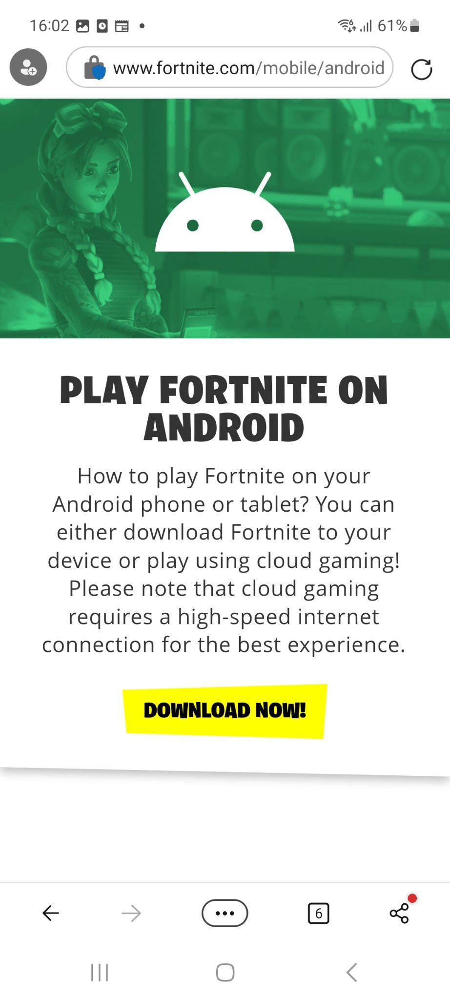 16:02
61%
www.fortnite.com/mobile/android
PLAY FORTNITE ON
ANDROID
How to play Fortnite on your
Android phone or tablet? You can
either download Fortnite to your
device or play using cloud gaming!
Please note that cloud gaming
requires a high-speed internet
connection for the best experience.
DOWNLOAD NOW!
6